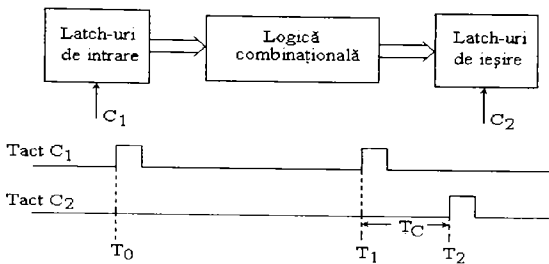 Latch-uri
de intrare
Logică
combinațională
Latch-uri
de ieșire
C1
C2
Tact C1
Tact C2
T0
T1
TC
T2